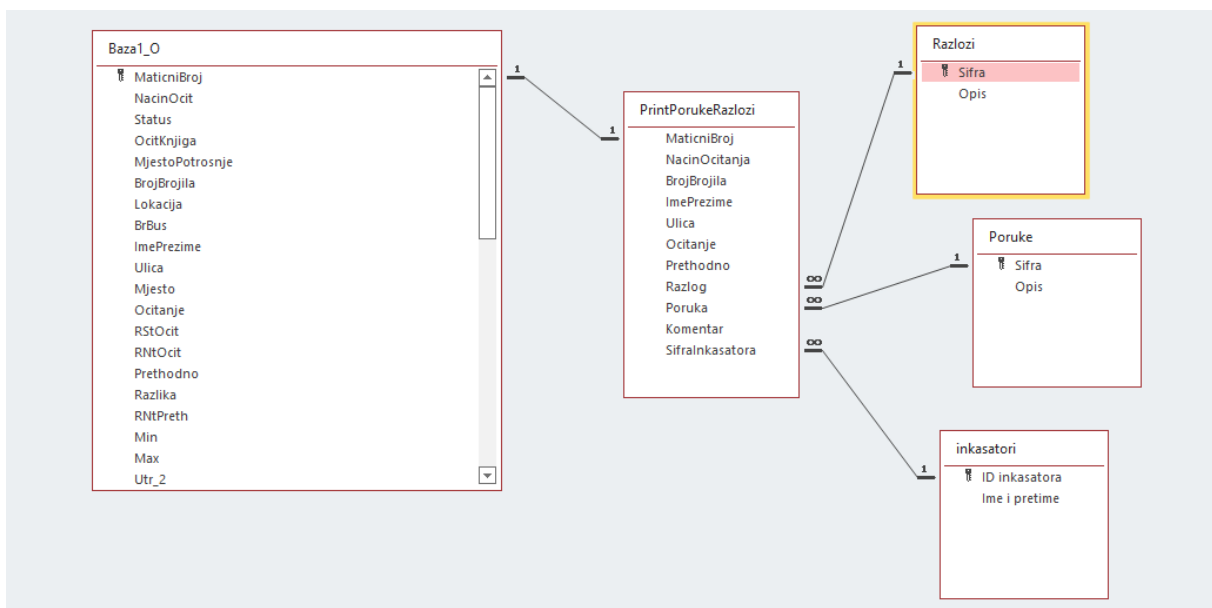 Baza1_O
MaticniBroj
NacinOcit
Status
OcitKnjiga
MjestoPotrosnje
BrojBrojila
Lokacija
BrBus
ImePrezime
Ulica
Mjesto
Ocitanje
RStOcit
RNtOcit
Prethodno
Razlika
RNtPreth
Min
Max
Utr_2
1
1
PrintPorukeRazlozi
MaticniBroj
NacinOcitanja
BrojBrojila
ImePrezime
Ulica
Ocitanje
Prethodno
Razlog
Poruka
Komentar
SifraInkasatora
∞
∞
∞
1
Razlozi
Sifra
Opis
1
Poruke
Sifra
Opis
1
inkasatori
ID inkasatora
Ime i pretime